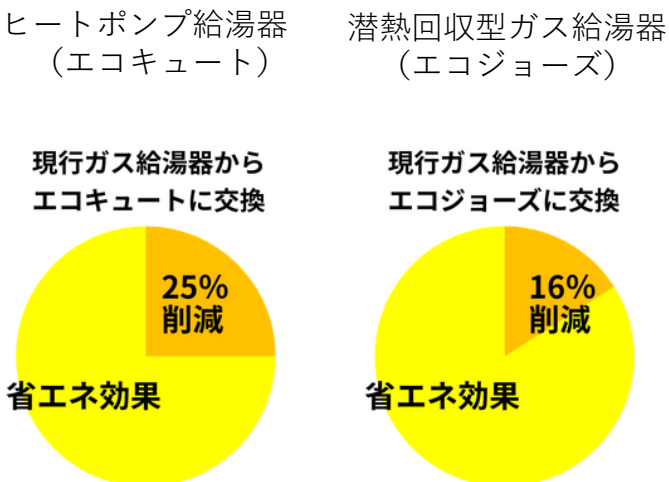 ヒートポンプ給湯器
（エコキュート）
潜熱回収型ガス給湯器
（エコジョーズ）
現行ガス給湯器から
エコキュートに交換
25%
削減
省エネ効果
現行ガス給湯器から
エコジョーズに交換
16%
削減
省エネ効果